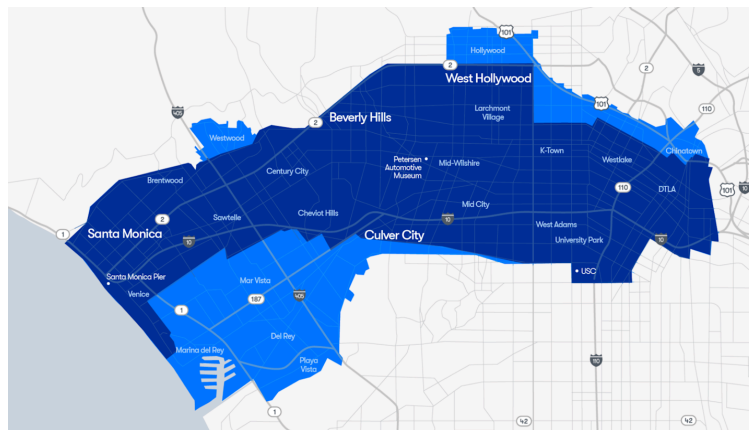 101
Hollywood
2
2
5
West Hollywood
101
110
405
Larchmont
Village
Beverly Hills
2
Westwood
K-Town
Chinatown
Petersen
Automotive
Museum
Mid-Wilshire
Westlake
Century City
Brentwood
110
DTLA
101
10
Mid City
Cheviot Hills
Sawtelle
2
10
West Adams
1
Santa Monica
10
Culver City
University Park
10
Santa Monica Pier
USC
Mar Vista
Venice
187
405
1
Del Rey
Marina del Rey
Playa
Vista
110
1
42
42